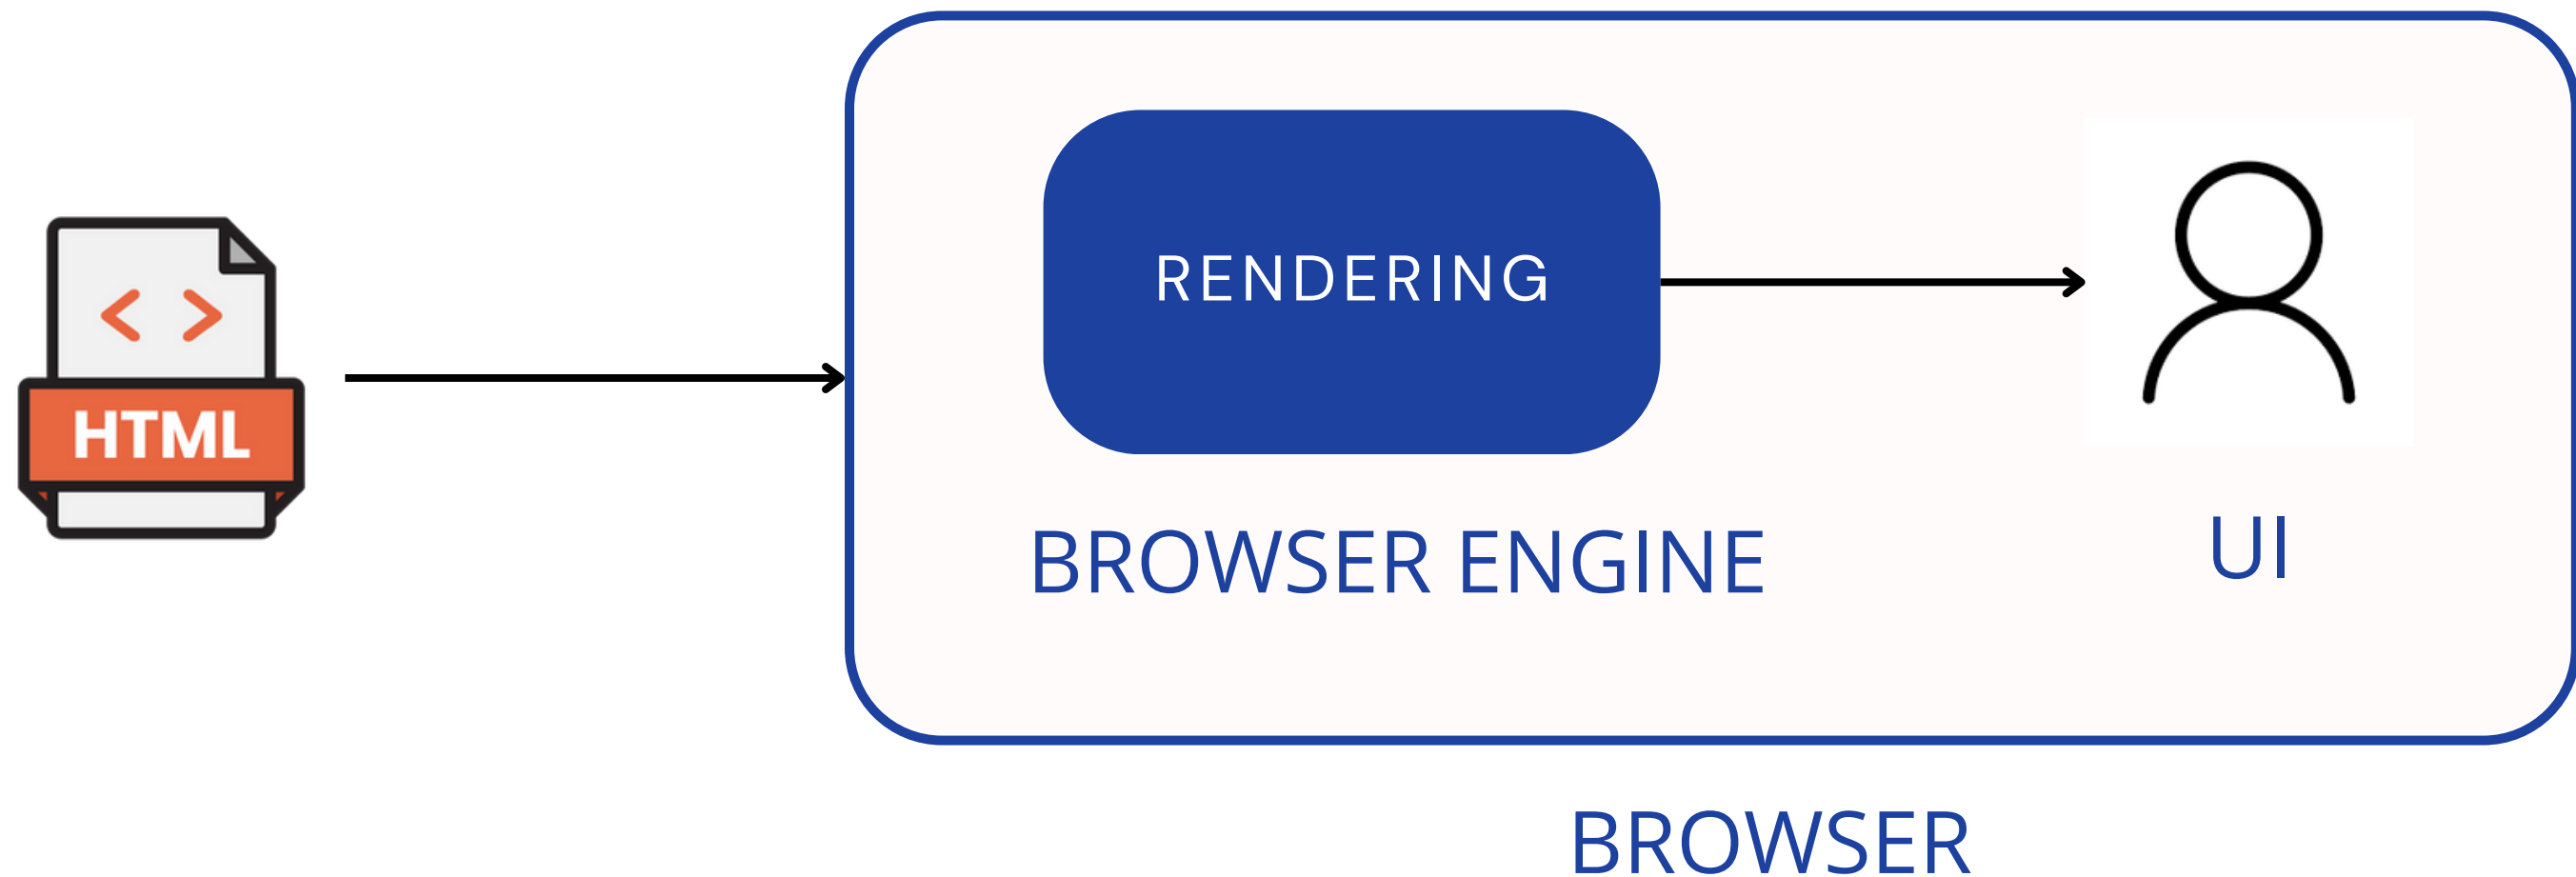 < >
HTML
RENDERING
BROWSER ENGINE
UI
BROWSER